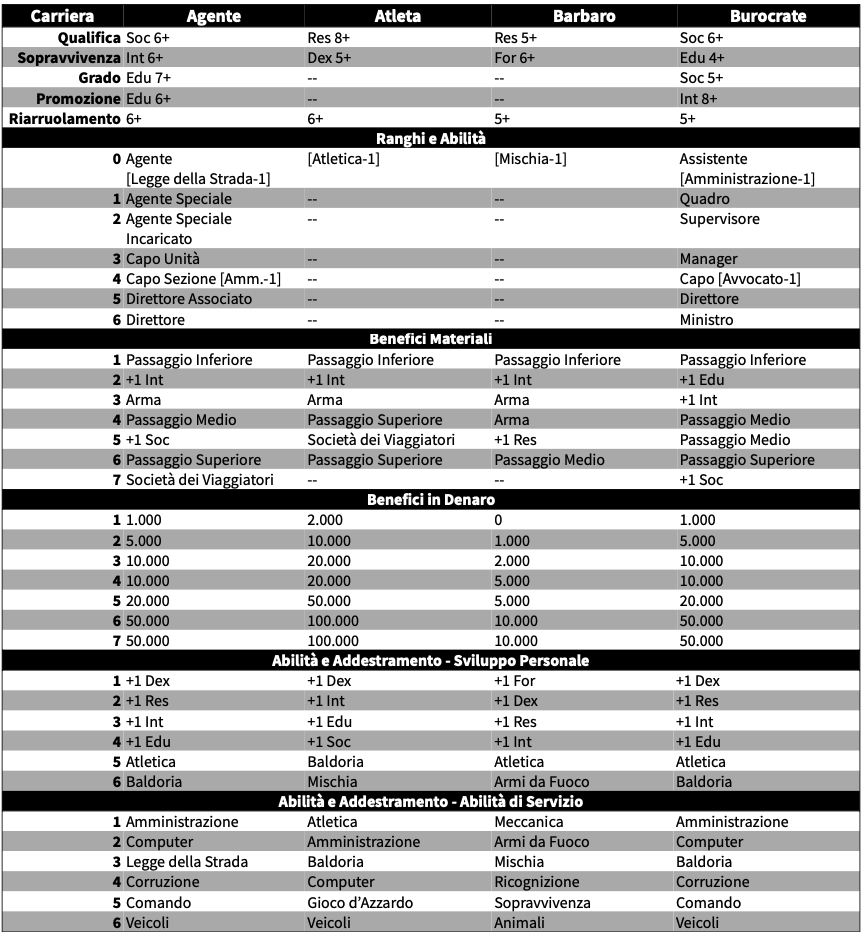 Carriera Agente Atleta Barbaro Burocrate
Qualifica Soc 6+ Res 8+ Res 5+ Soc 6+
Sopravvivenza Int 6+ Dex 5+ For 6+ Edu 4+
Grado Edu 7+ -- -- Soc 5+
Promozione Edu 6+ -- -- Int 8+
Riarruolamento 6+ 6+ 5+ 5+
Ranghi e Abilità
0 Agente [Atletica-1] [Mischia-1] Assistente
[Legge della Strada-1] [Amministrazione-1]
1 Agente Speciale -- -- Quadro
2 Agente Speciale -- -- Supervisore
Incaricato
3 Capo Unità -- -- Manager
4 Capo Sezione [Amm.-1] -- -- Capo [Avvocato-1]
5 Direttore Associato -- -- Direttore
6 Direttore -- -- Ministro
Benefici Materiali
1 Passaggio Inferiore Passaggio Inferiore Passaggio Inferiore Passaggio Inferiore
2 +1 Int +1 Int +1 Int +1 Edu
3 Arma Arma Arma +1 Int
4 Passaggio Medio Passaggio Superiore Arma Passaggio Medio
5 +1 Soc Società dei Viaggiatori +1 Res Passaggio Medio
6 Passaggio Superiore Passaggio Superiore Passaggio Medio Passaggio Superiore
7 Società dei Viaggiatori -- -- +1 Soc
Benefici in Denaro
1 1.000 2.000 0 1.000
2 5.000 10.000 1.000 5.000
3 10.000 20.000 2.000 10.000
4 10.000 20.000 5.000 10.000
5 20.000 50.000 5.000 20.000
6 50.000 100.000 10.000 50.000
7 50.000 100.000 10.000 50.000
Abilità e Addestramento - Sviluppo Personale
1 +1 Dex +1 Dex +1 For +1 Dex
2 +1 Res +1 Int +1 Dex +1 Res
3 +1 Int +1 Edu +1 Res +1 Int
4 +1 Edu +1 Soc +1 Int +1 Edu
5 Atletica Baldoria Atletica Atletica
6 Baldoria Mischia Armi da Fuoco Baldoria
Abilità e Addestramento - Abilità di Servizio
1 Amministrazione Atletica Meccanica Amministrazione
2 Computer Amministrazione Armi da Fuoco Computer
3 Legge della Strada Baldoria Mischia Baldoria
4 Corruzione Computer Ricognizione Corruzione
5 Comando Gioco d'Azzardo Sopravvivenza Comando
6 Veicoli Veicoli Animali Veicoli